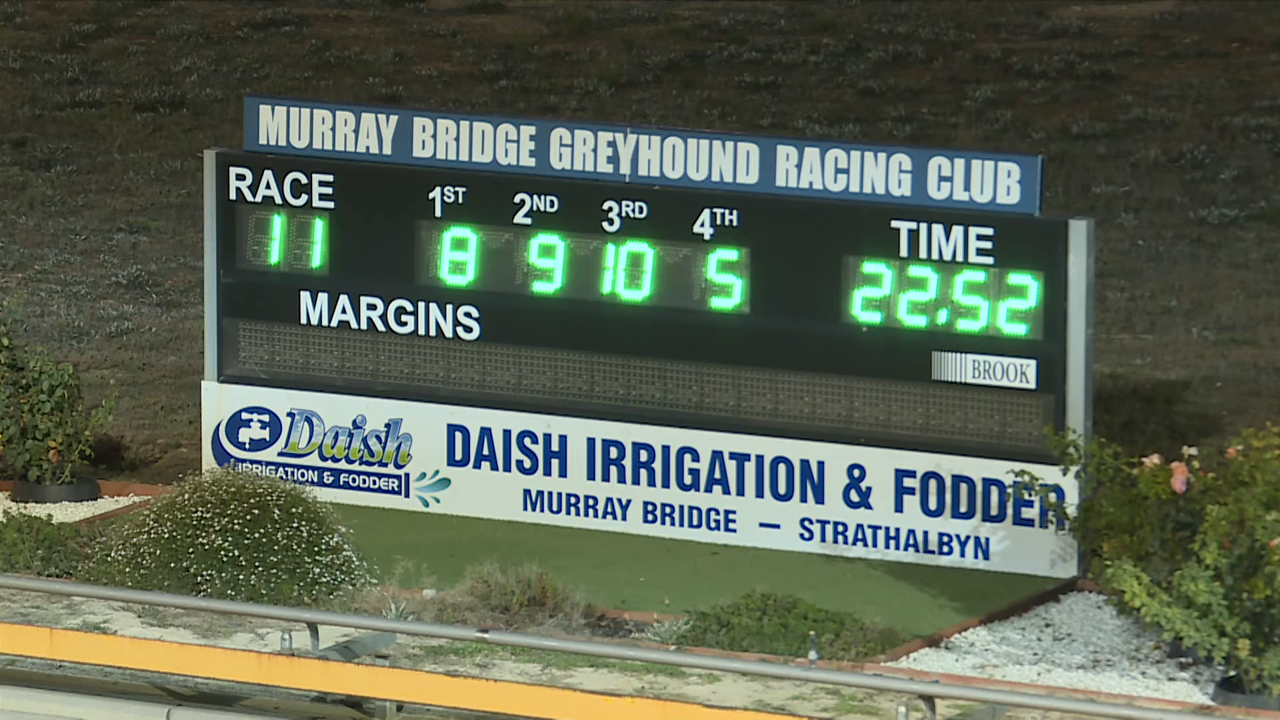 MURRAY BRIDGE GREYHOUND RACING CLUB
RACE 1ST 2ND 3RD 4TH TIME
11 8 9 10 5 22.52
MARGINS
BROOK
Daish
IRRIGATION & FODDER
DAISH IRRIGATION & FODDER
MURRAY BRIDGE — STRATHALBYN